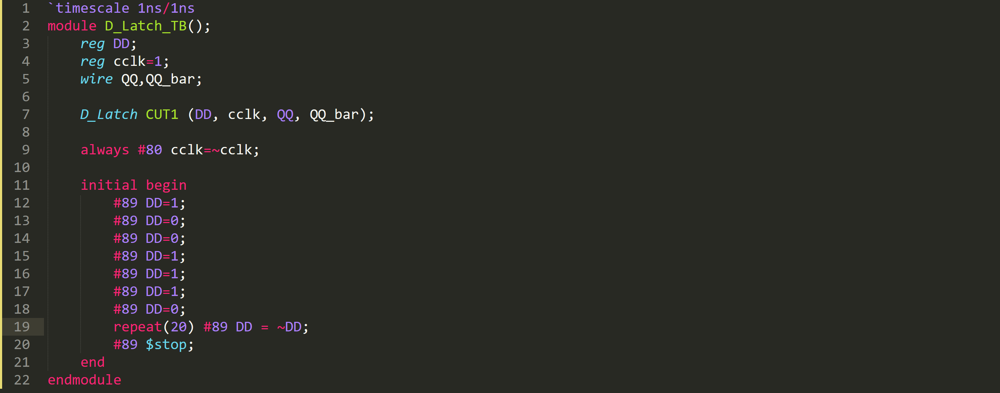 1 `timescale 1ns/1ns
2 module D_Latch_TB();
3     reg DD;
4     reg cclk=1;
5     wire QQ,QQ_bar;
6
7     D_Latch CUT1 (DD, cclk, QQ, QQ_bar);
8
9     always #80 cclk=~cclk;
10
11     initial begin
12         #89 DD=1;
13         #89 DD=0;
14         #89 DD=0;
15         #89 DD=1;
16         #89 DD=1;
17         #89 DD=1;
18         #89 DD=0;
19         repeat(20) #89 DD = ~DD;
20         #89 $stop;
21     end
22 endmodule